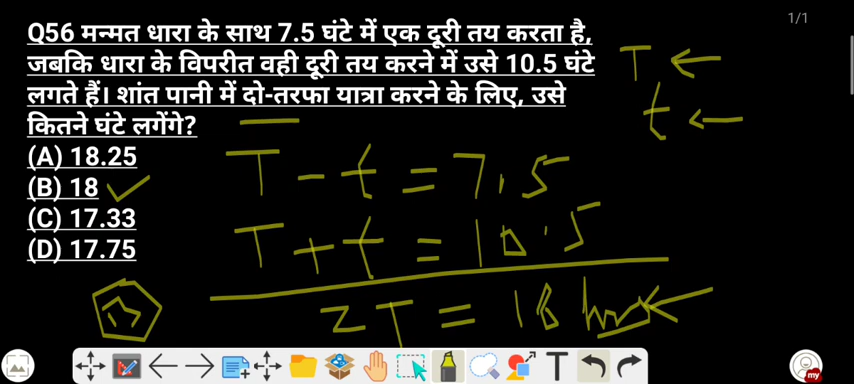 1/1
Q56 मन्मत धारा के साथ 7.5 घंटे में एक दूरी तय करता है,
जबकि धारा के विपरीत वही दूरी तय करने में उसे 10.5 घंटे
लगते हैं। शांत पानी में दो-तरफा यात्रा करने के लिए, उसे
कितने घंटे लगेंगे?
(A) 18.25
(B) 18 ✓
(C) 17.33
(D) 17.75
T ←
t ←
T - t = 7.5
T + t = 10.5
2T = 18 hrs ←
B
T
my